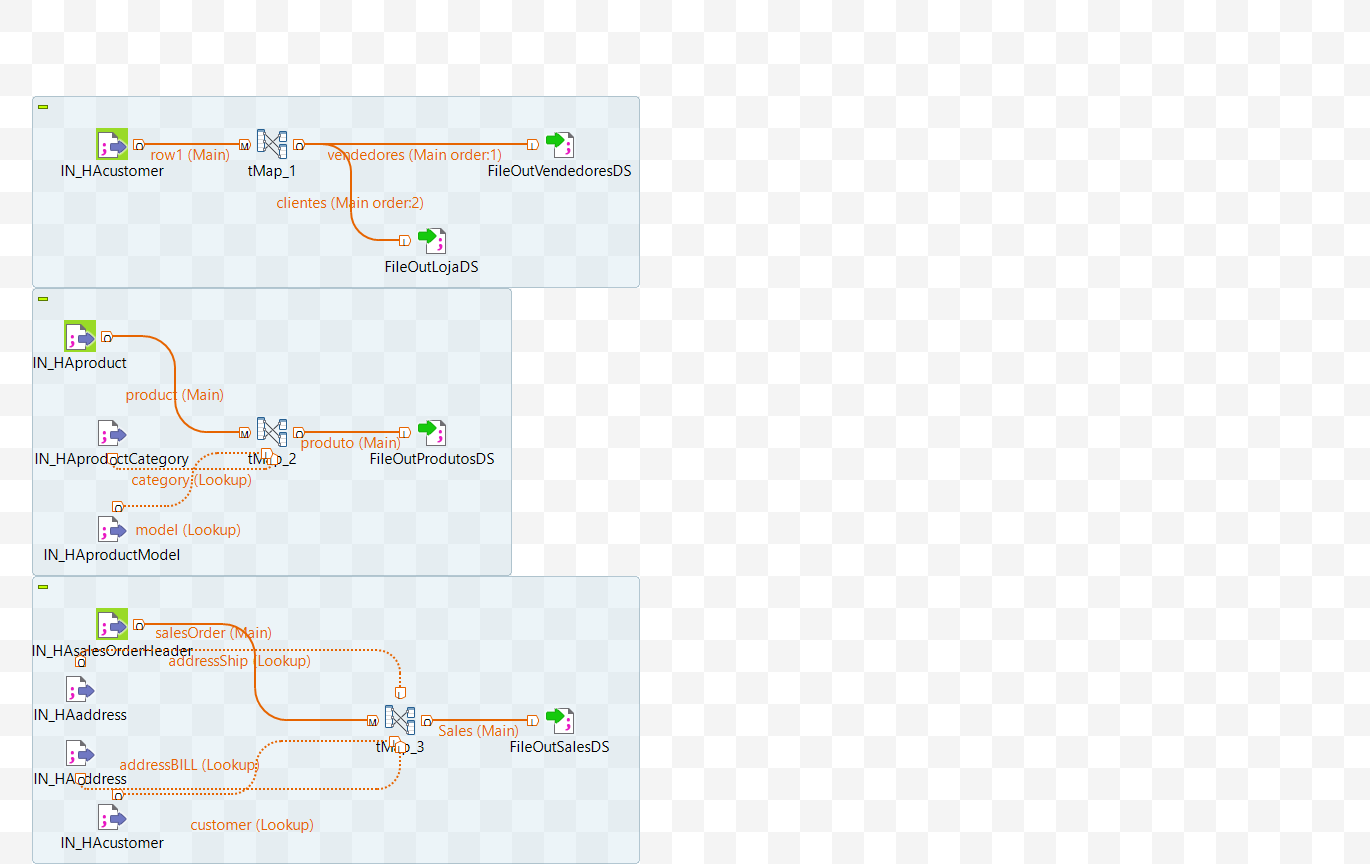 row1 (Main)
vendedores (Main order:1)
IN_HAcustomer
tMap_1
FileOutVendedoresDS
clientes (Main order:2)
FileOutLojaDS
IN_HAproduct
product (Main)
produto (Main)
IN_HAproductCategory
tMap_2
FileOutProdutosDS
category (Lookup)
model (Lookup)
IN_HAproductModel
salesOrder (Main)
IN_HAsalesOrderHeader
addressShip (Lookup)
IN_HAaddress
Sales (Main)
tMap_3
FileOutSalesDS
addressBILL (Lookup)
IN_HAaddress
customer (Lookup)
IN_HAcustomer